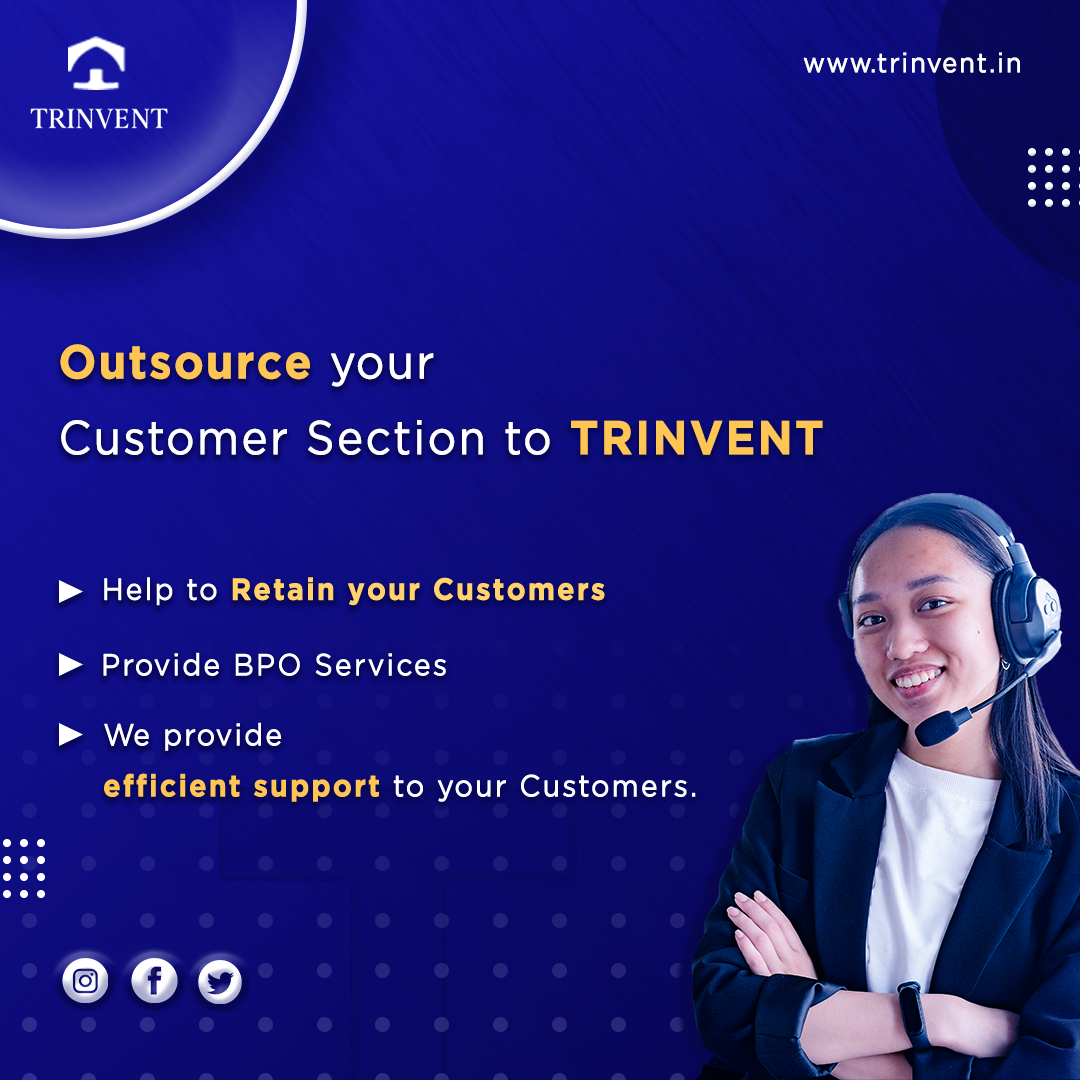 TRINVENT
www.trinvent.in
Outsource your
Customer Section to TRINVENT
Help to Retain your Customers
Provide BPO Services
We provide
efficient support to your Customers.